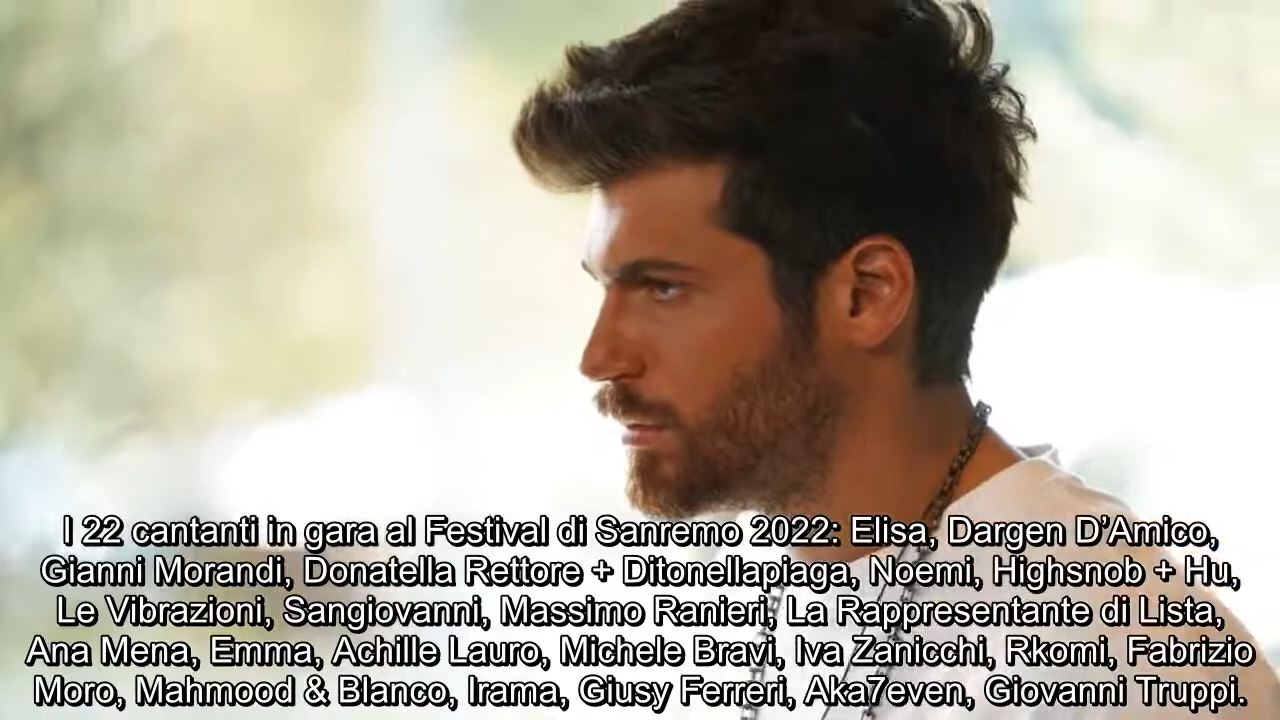 I 22 cantanti in gara al Festival di Sanremo 2022: Elisa, Dargen D’Amico,
Gianni Morandi, Donatella Rettore + Ditonellapiaga, Noemi, Highsnob + Hu,
Le Vibrazioni, Sangiovanni, Massimo Ranieri, La Rappresentante di Lista,
Ana Mena, Emma, Achille Lauro, Michele Bravi, Iva Zanicchi, Rkomi, Fabrizio
Moro, Mahmood & Blanco, Irama, Giusy Ferreri, Aka7even, Giovanni Truppi.